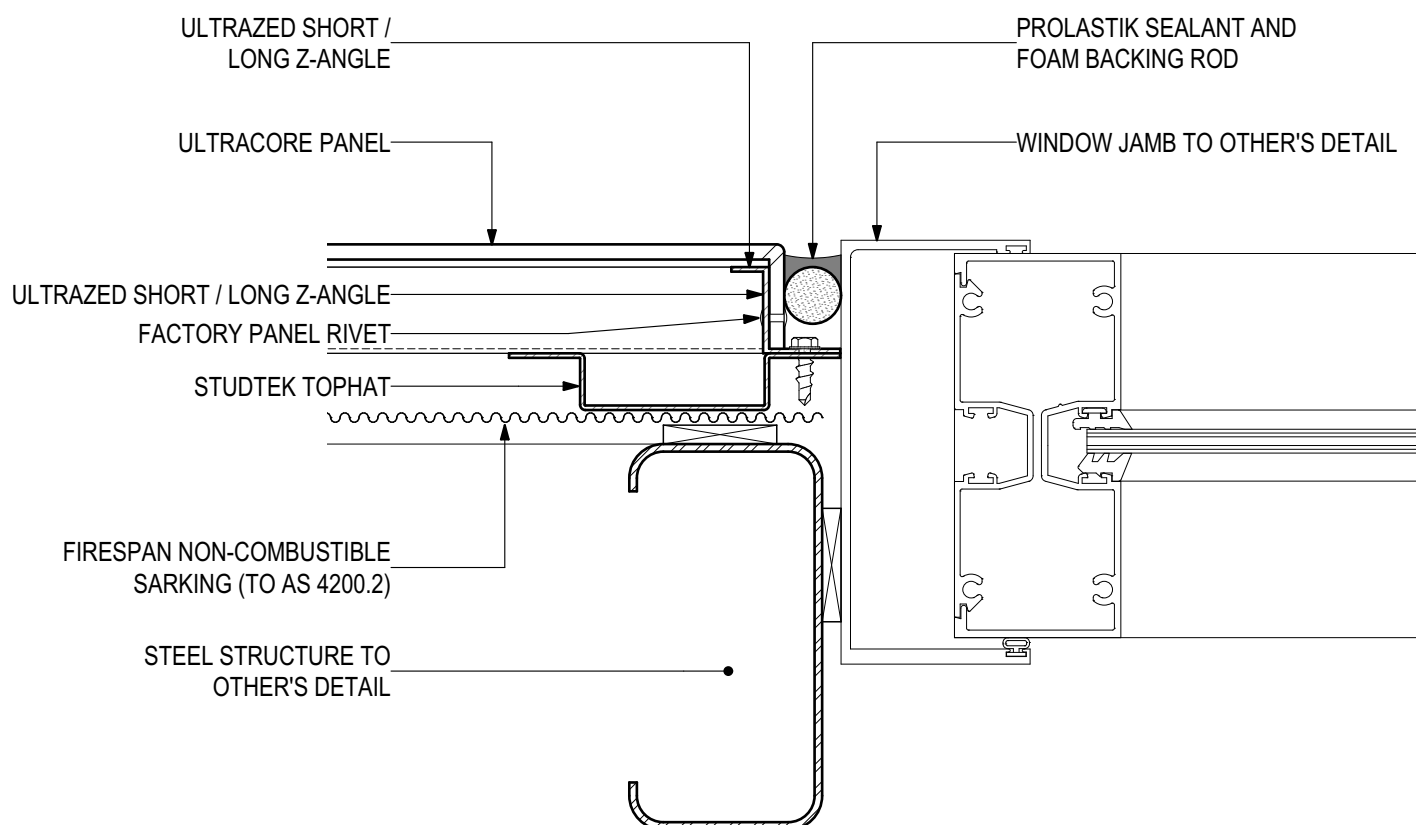 ULTRAZED SHORT /
LONG Z-ANGLE
PROLASTIK SEALANT AND
FOAM BACKING ROD
ULTRACORE PANEL
WINDOW JAMB TO OTHER'S DETAIL
ULTRAZED SHORT / LONG Z-ANGLE
FACTORY PANEL RIVET
STUDTEK TOPHAT
FIRESPAN NON-COMBUSTIBLE
SARKING (TO AS 4200.2)
STEEL STRUCTURE TO
OTHER'S DETAIL